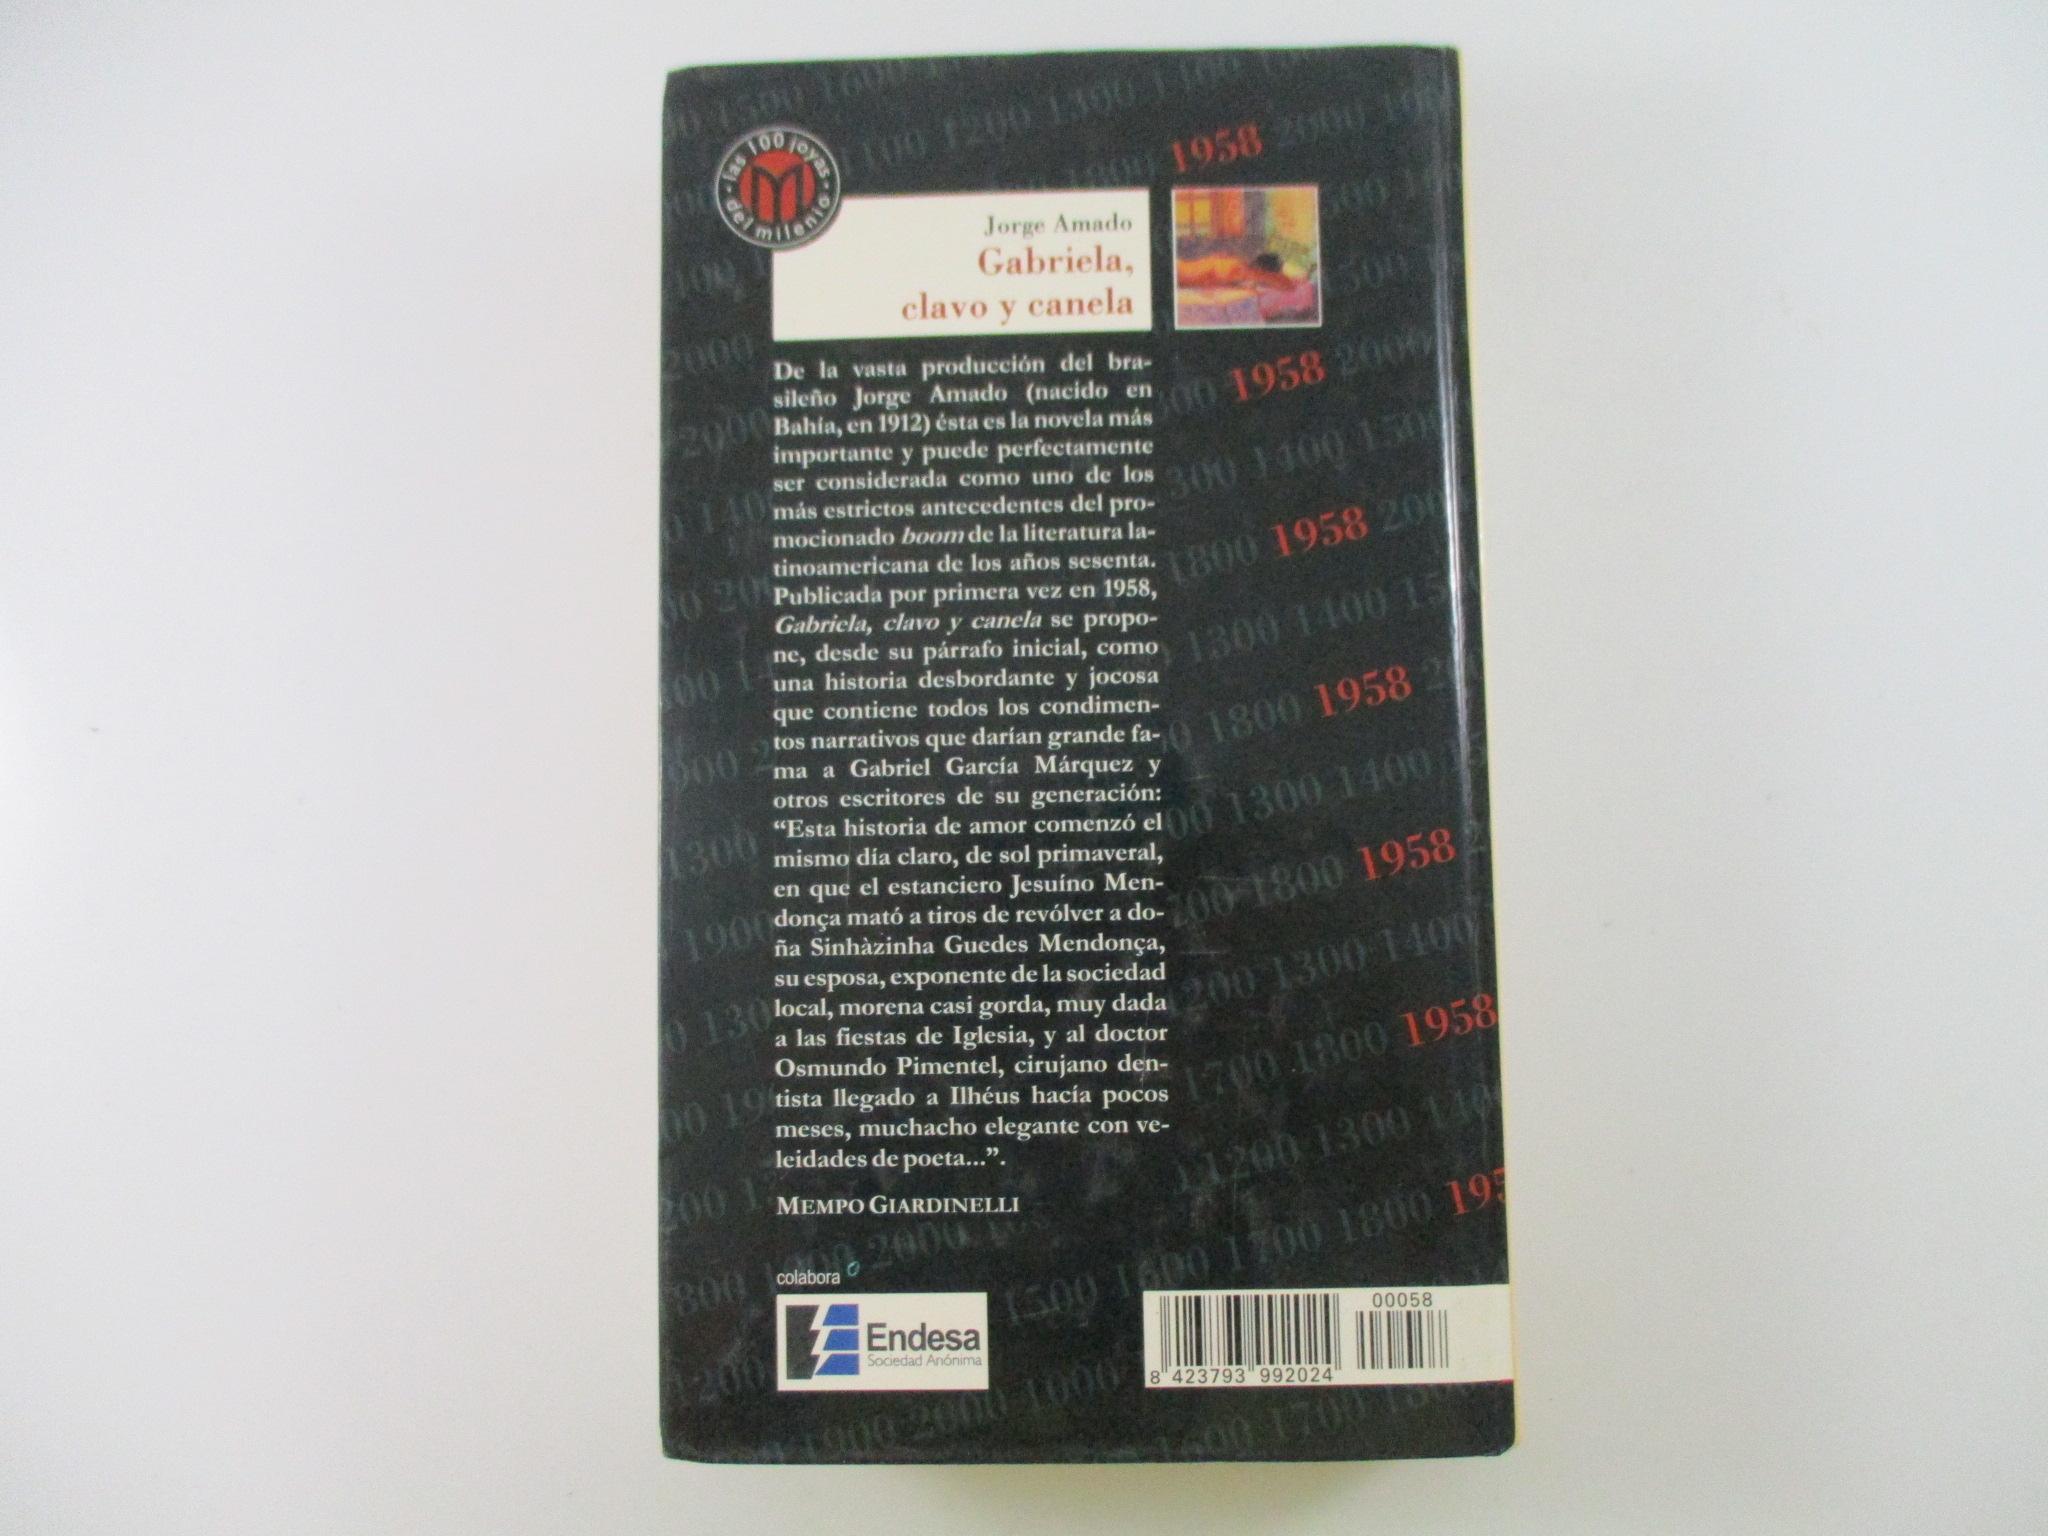 las 100 joyas
del milenio
M
1958
Jorge Amado
Gabriela,
clavo y canela
De la vasta producción del bra-
sileño Jorge Amado (nacido en
Bahía, en 1912) ésta es la novela más
importante y puede perfectamente
ser considerada como uno de los
más estrictos antecedentes del pro-
mocionado boom de la literatura la-
tinoamericana de los años sesenta.
Publicada por primera vez en 1958,
Gabriela, clavo y canela se propo-
ne, desde su párrafo inicial, como
una historia desbordante y jocosa
que contiene todos los condimen-
tos narrativos que darían grande fa-
ma a Gabriel García Márquez y
otros escritores de su generación:
“Esta historia de amor comenzó el
mismo día claro, de sol primaveral,
en que el estanciero Jesuíno Men-
donça mató a tiros de revólver a do-
ña Sinhàzinha Guedes Mendonça,
su esposa, exponente de la sociedad
local, morena casi gorda, muy dada
a las fiestas de Iglesia, y al doctor
Osmundo Pimentel, cirujano den-
tista llegado a Ilhéus hacía pocos
meses, muchacho elegante con ve-
leidades de poeta...”.
MEMPO GIARDINELLI
1958
1958
1958
1958
1958
195
colabora
Endesa
Sociedad Anónima
00058
8 423793 992024